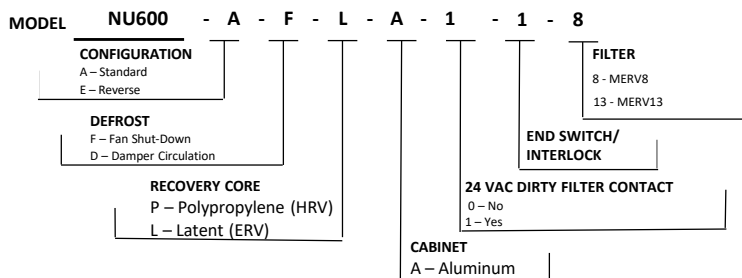 MODEL NU600 - A - F - L - A - 1 - 1 - 8
CONFIGURATION
A – Standard
E – Reverse
FILTER
8 - MERV8
13 - MERV13
DEFROST
F – Fan Shut-Down
D – Damper Circulation
END SWITCH/
INTERLOCK
RECOVERY CORE
P – Polypropylene (HRV)
L – Latent (ERV)
24 VAC DIRTY FILTER CONTACT
0 – No
1 – Yes
CABINET
A – Aluminum